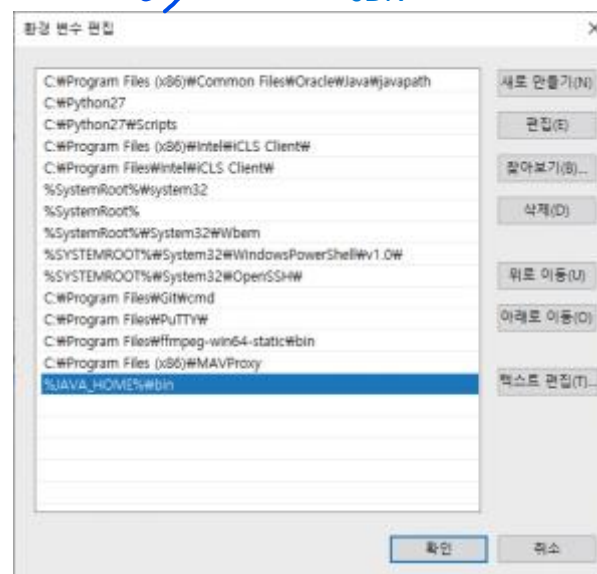 환경 변수 편집
C:₩Program Files (x86)₩Common Files₩Oracle₩Java₩javapath
C:₩Python27
C:₩Python27₩Scripts
C:₩Program Files (x86)₩Intel₩iCLS Client₩
C:₩Program Files₩Intel₩iCLS Client₩
%SystemRoot%₩system32
%SystemRoot%
%SystemRoot%₩System32₩Wbem
%SYSTEMROOT%₩System32₩WindowsPowerShell₩v1.0₩
%SYSTEMROOT%₩System32₩OpenSSH₩
C:₩Program Files₩Git₩cmd
C:₩Program Files₩PuTTY₩
C:₩Program Files₩ffmpeg-win64-static₩bin
C:₩Program Files (x86)₩MAVProxy
%JAVA_HOME%₩bin
새로 만들기(N)
편집(E)
찾아보기(B)...
삭제(D)
위로 이동(U)
아래로 이동(O)
텍스트 편집(T)...
확인
취소